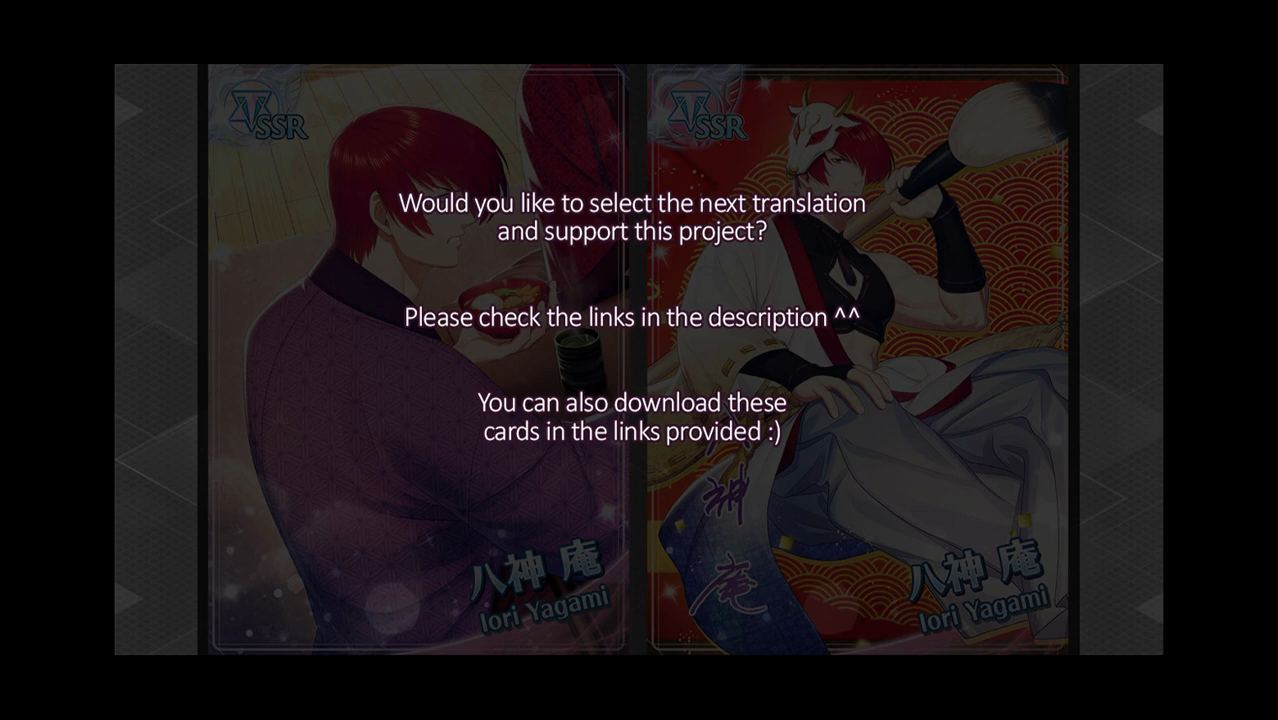 SSR
SSR
Would you like to select the next translation
and support this project?
Please check the links in the description ^^
You can also download these
cards in the links provided :)
神
庵
八神 庵
Iori Yagami
八神 庵
Iori Yagami